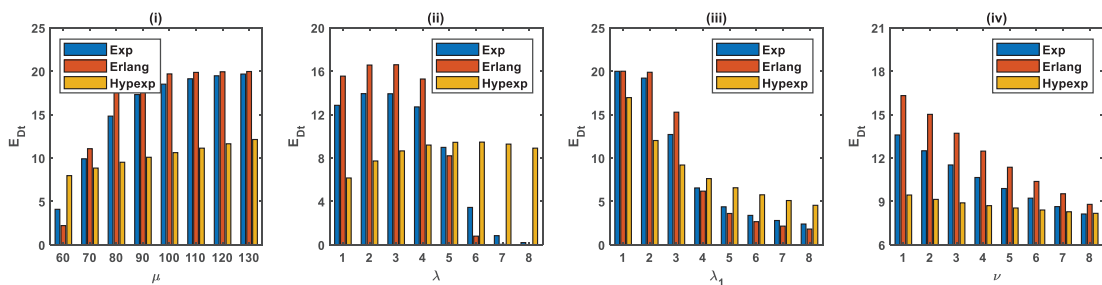 (i)
25
20
15
10
5
0
E_Dt
Exp
Erlang
Hypexp
60 70 80 90 100 110 120 130
μ
(ii)
20
16
12
8
4
0
E_Dt
Exp
Erlang
Hypexp
1 2 3 4 5 6 7 8
λ
(iii)
25
20
15
10
5
0
E_Dt
Exp
Erlang
Hypexp
1 2 3 4 5 6 7 8
λ_1
(iv)
21
18
15
12
9
6
E_Dt
Exp
Erlang
Hypexp
1 2 3 4 5 6 7 8
ν